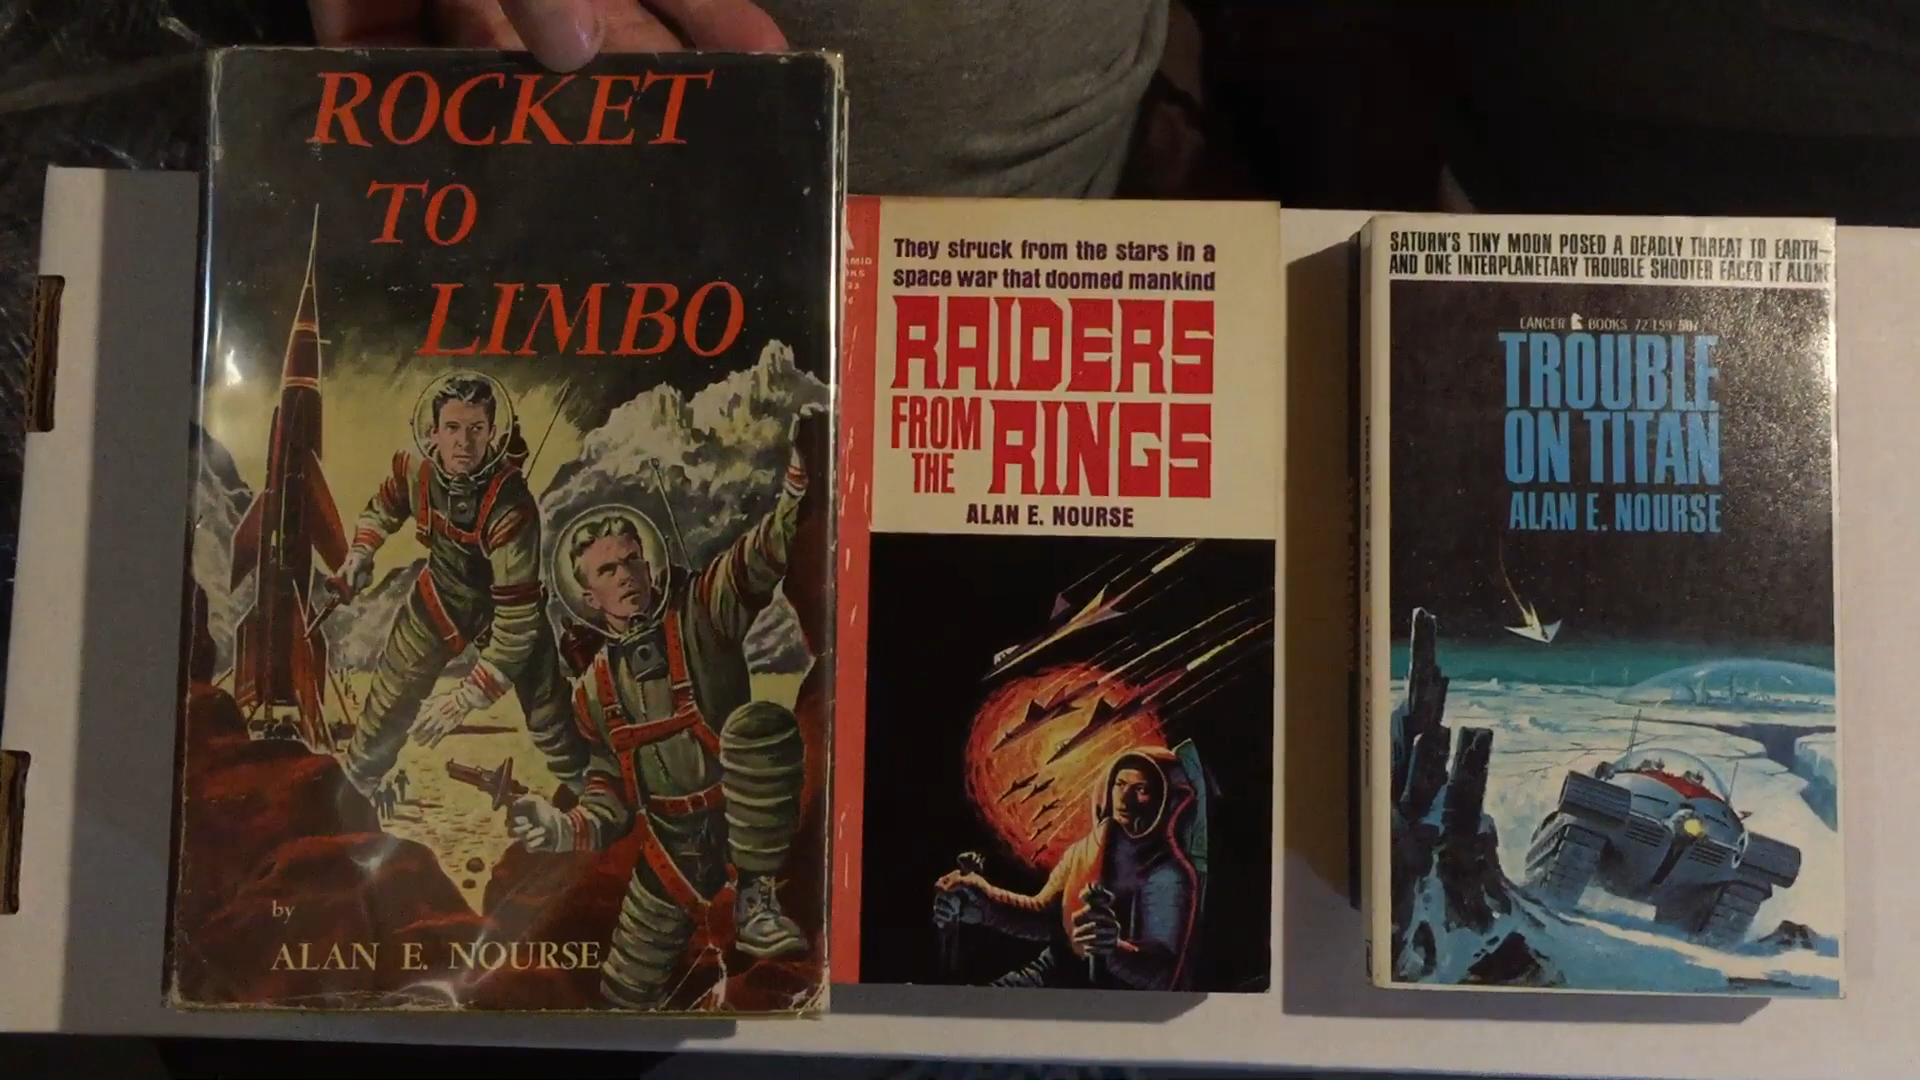 ROCKET
TO
LIMBO
by
ALAN E. NOURSE
They struck from the stars in a
space war that doomed mankind
RAIDERS
FROM
THE
RINGS
ALAN E. NOURSE
SATURN'S TINY MOON POSED A DEADLY THREAT TO EARTH—
AND ONE INTERPLANETARY TROUBLE SHOOTER FACED IT ALONE
LANCER BOOKS 72-159
TROUBLE
ON TITAN
ALAN E. NOURSE